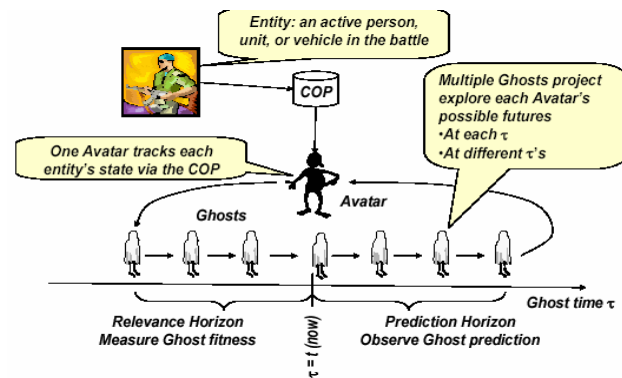 Entity: an active person,
unit, or vehicle in the battle
COP
Multiple Ghosts project
explore each Avatar's
possible futures
•At each τ
•At different τ's
One Avatar tracks each
entity's state via the COP
Avatar
Ghosts
Ghost time τ
Relevance Horizon
Measure Ghost fitness
τ = t (now)
Prediction Horizon
Observe Ghost prediction